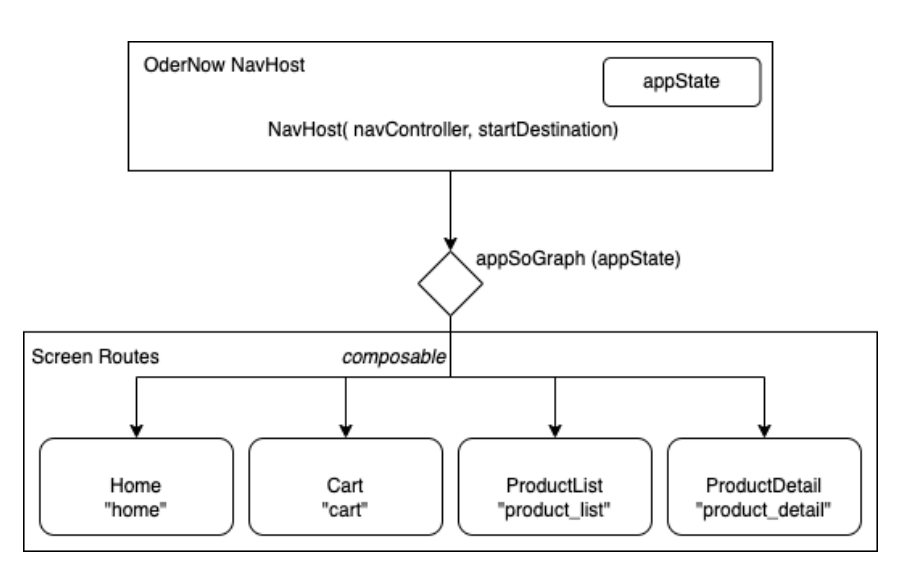 OderNow NavHost
appState
NavHost( navController, startDestination)
appSoGraph (appState)
Screen Routes
composable
Home
"home"
Cart
"cart"
ProductList
"product_list"
ProductDetail
"product_detail"